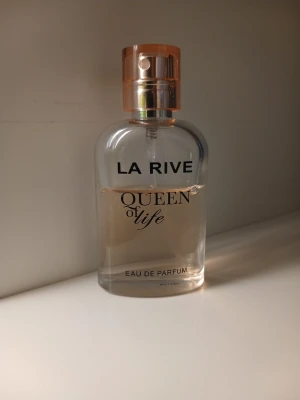 LA RIVE
QUEEN
of life
EAU DE PARFUM